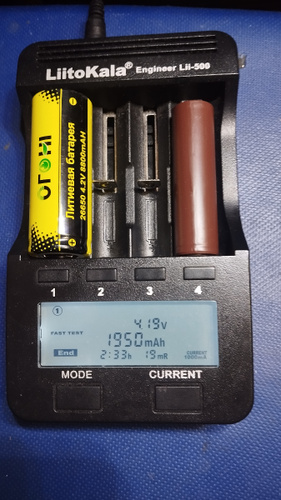 LiitoKala® Engineer Lii-500
ОГОНЬ
Литиевая батарея
26650 4.2V 8800mAH
+
1 2 3 4
1
4.19v
FAST TEST
1950mAh
End
2:33h 19mR
CURRENT
MODE CURRENT